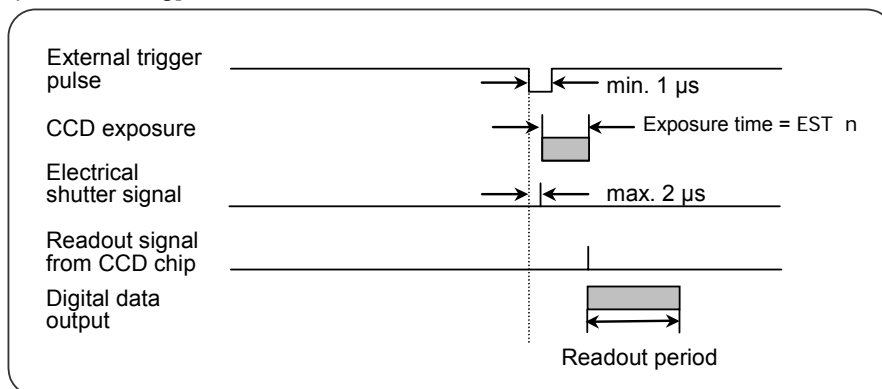 External trigger
pulse
min. 1 µs
CCD exposure
Exposure time = EST n
Electrical
shutter signal
max. 2 µs
Readout signal
from CCD chip
Digital data
output
Readout period